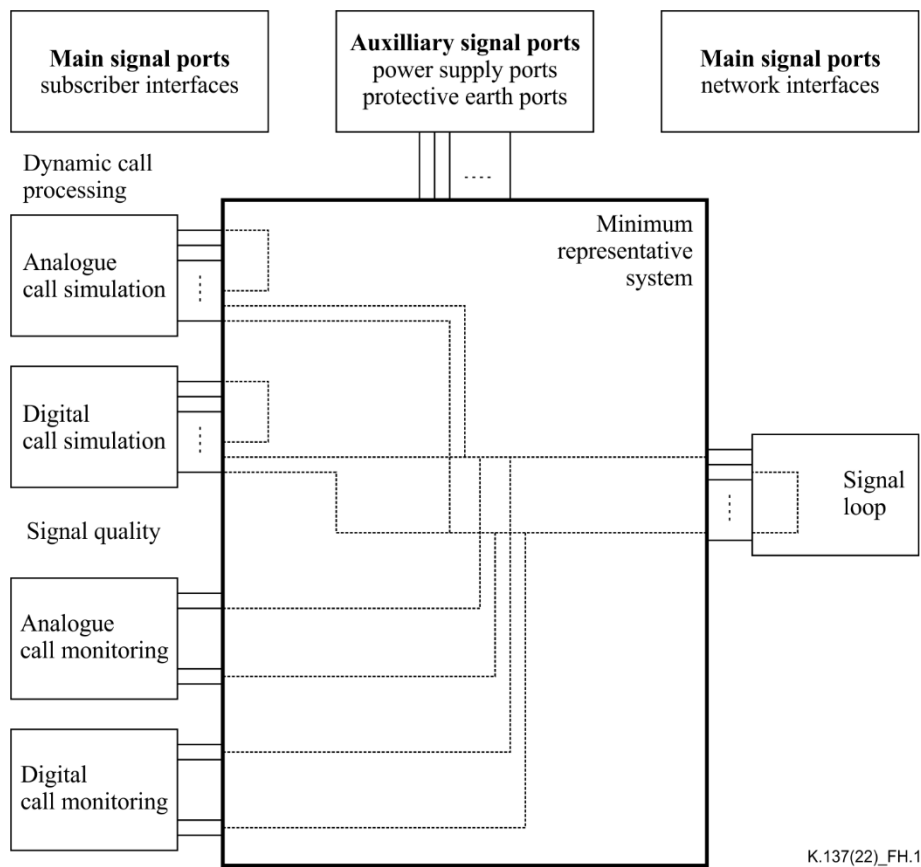 Main signal ports
subscriber interfaces
Auxilliary signal ports
power supply ports
protective earth ports
Main signal ports
network interfaces
Dynamic call
processing
Analogue
call simulation
Minimum
representative
system
Digital
call simulation
Signal
loop
Signal quality
Analogue
call monitoring
Digital
call monitoring
K.137(22)_FH.1